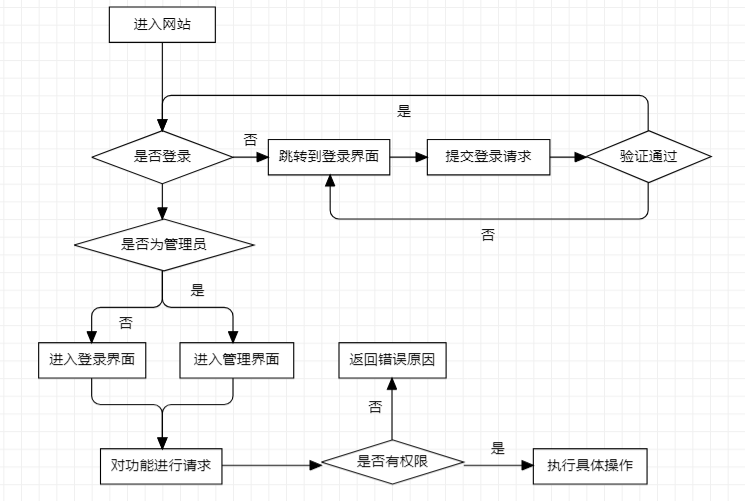 进入网站
是
是否登录
否
跳转到登录界面
提交登录请求
验证通过
否
是否为管理员
是
否
进入登录界面
进入管理界面
返回错误原因
否
对功能进行请求
是否有权限
是
执行具体操作